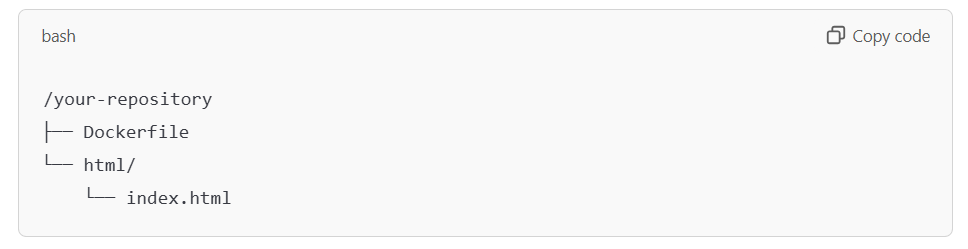 bash
Copy code
/your-repository
├── Dockerfile
└── html/
    └── index.html